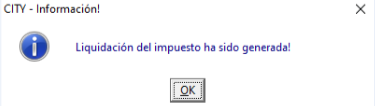 CITY - Información!
Liquidación del impuesto ha sido generada!
OK